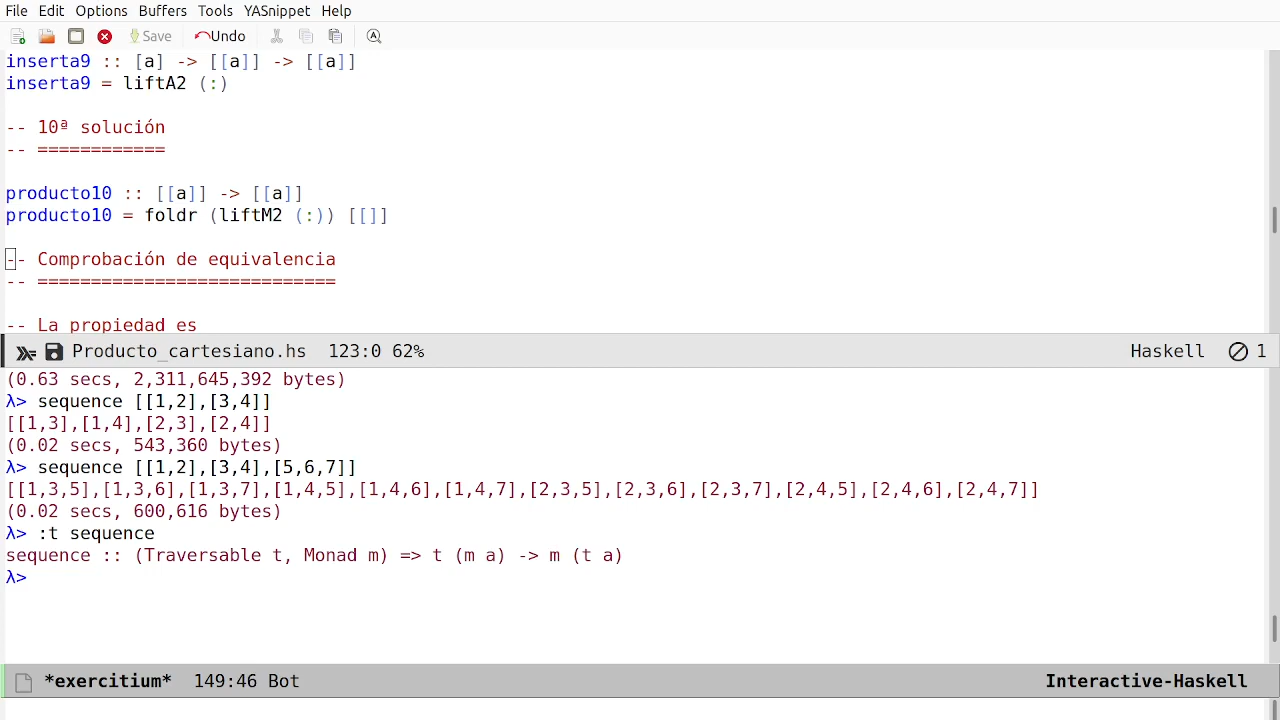 File Edit Options Buffers Tools YASnippet Help
Save Undo
inserta9 :: [a] -> [[a]] -> [[a]]
inserta9 = liftA2 (:)
-- 10ª solución
-- ============
producto10 :: [[a]] -> [[a]]
producto10 = foldr (liftM2 (:)) [[]]
-- Comprobación de equivalencia
-- ============================
-- La propiedad es
Producto_cartesiano.hs 123:0 62% Haskell 1
(0.63 secs, 2,311,645,392 bytes)
λ> sequence [[1,2],[3,4]]
[[1,3],[1,4],[2,3],[2,4]]
(0.02 secs, 543,360 bytes)
λ> sequence [[1,2],[3,4],[5,6,7]]
[[1,3,5],[1,3,6],[1,3,7],[1,4,5],[1,4,6],[1,4,7],[2,3,5],[2,3,6],[2,3,7],[2,4,5],[2,4,6],[2,4,7]]
(0.02 secs, 600,616 bytes)
λ> :t sequence
sequence :: (Traversable t, Monad m) => t (m a) -> m (t a)
λ>
*exercitium* 149:46 Bot Interactive-Haskell